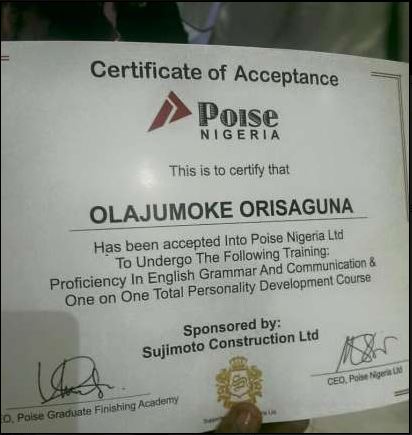 Certificate of Acceptance
Poise
NIGERIA
This is to certify that
OLAJUMOKE ORISAGUNA
Has been accepted Into Poise Nigeria Ltd
To Undergo The Following Training:
Proficiency In English Grammar And Communication &
One on One Total Personality Development Course
Sponsored by:
Sujimoto Construction Ltd
CEO, Poise Nigeria Ltd
O, Poise Graduate Finishing Academy